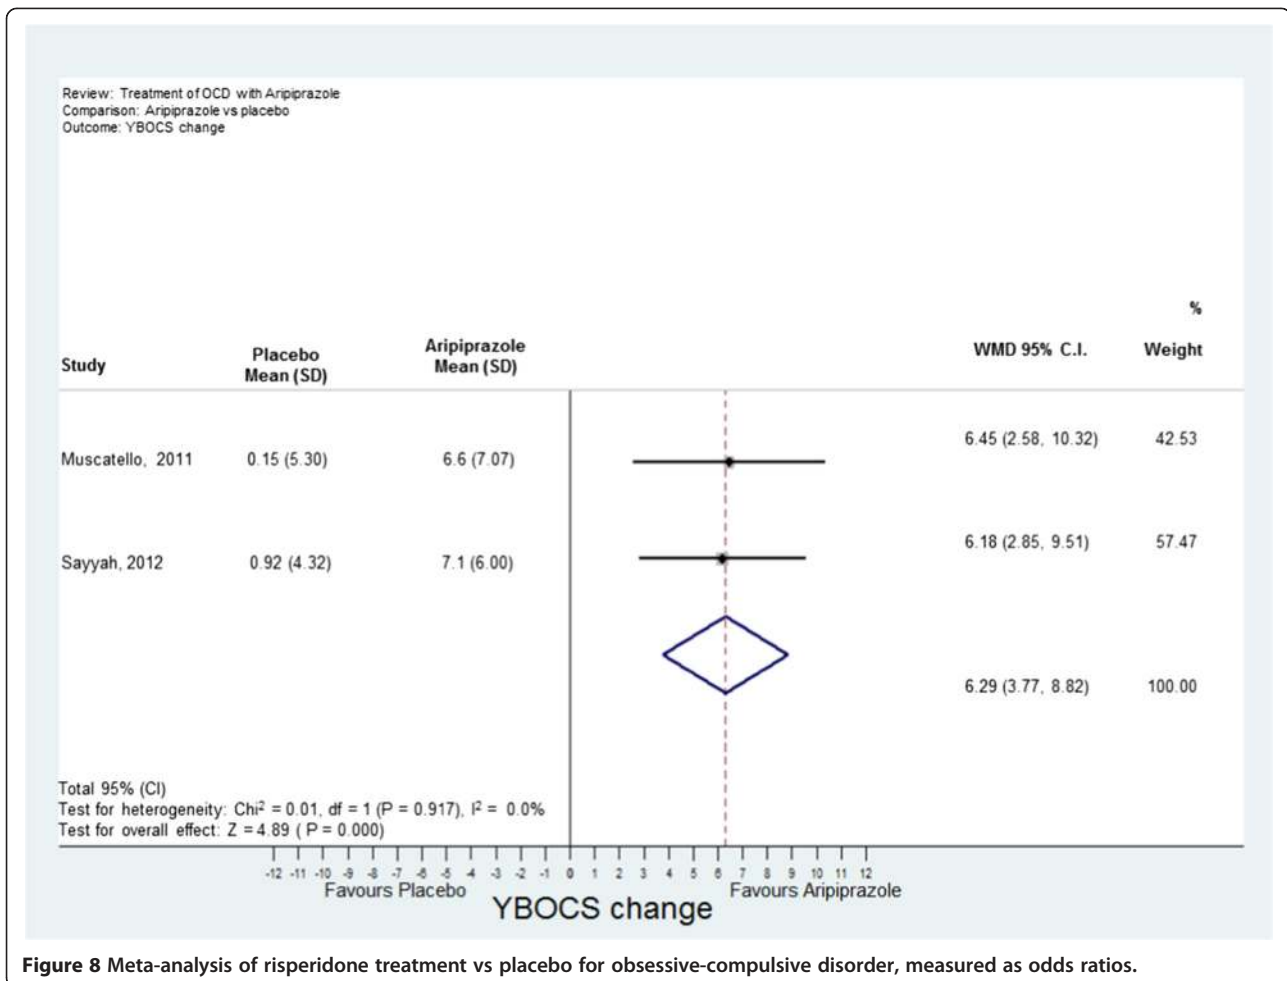 Review: Treatment of OCD with Aripiprazole
Comparison: Aripiprazole vs placebo
Outcome: YBOCS change
%
Study Placebo Mean (SD) Aripiprazole Mean (SD) WMD 95% C.I. Weight
Muscatello, 2011 0.15 (5.30) 6.6 (7.07) 6.45 (2.58, 10.32) 42.53
Sayyah, 2012 0.92 (4.32) 7.1 (6.00) 6.18 (2.85, 9.51) 57.47
6.29 (3.77, 8.82) 100.00
Total 95% (CI)
Test for heterogeneity: Chi² = 0.01, df = 1 (P = 0.917), I² = 0.0%
Test for overall effect: Z = 4.89 ( P = 0.000)
-12 -11 -10 -9 -8 -7 -6 -5 -4 -3 -2 -1 0 1 2 3 4 5 6 7 8 9 10 11 12
Favours Placebo Favours Aripiprazole
YBOCS change
Figure 8 Meta-analysis of risperidone treatment vs placebo for obsessive-compulsive disorder, measured as odds ratios.